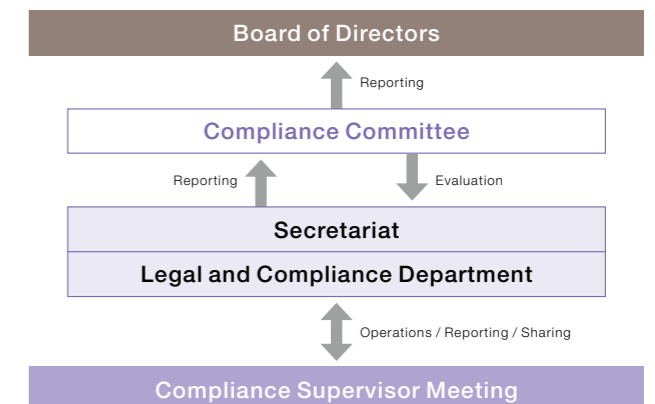 Board of Directors
Reporting
Compliance Committee
Reporting
Evaluation
Secretariat
Legal and Compliance Department
Operations / Reporting / Sharing
Compliance Supervisor Meeting